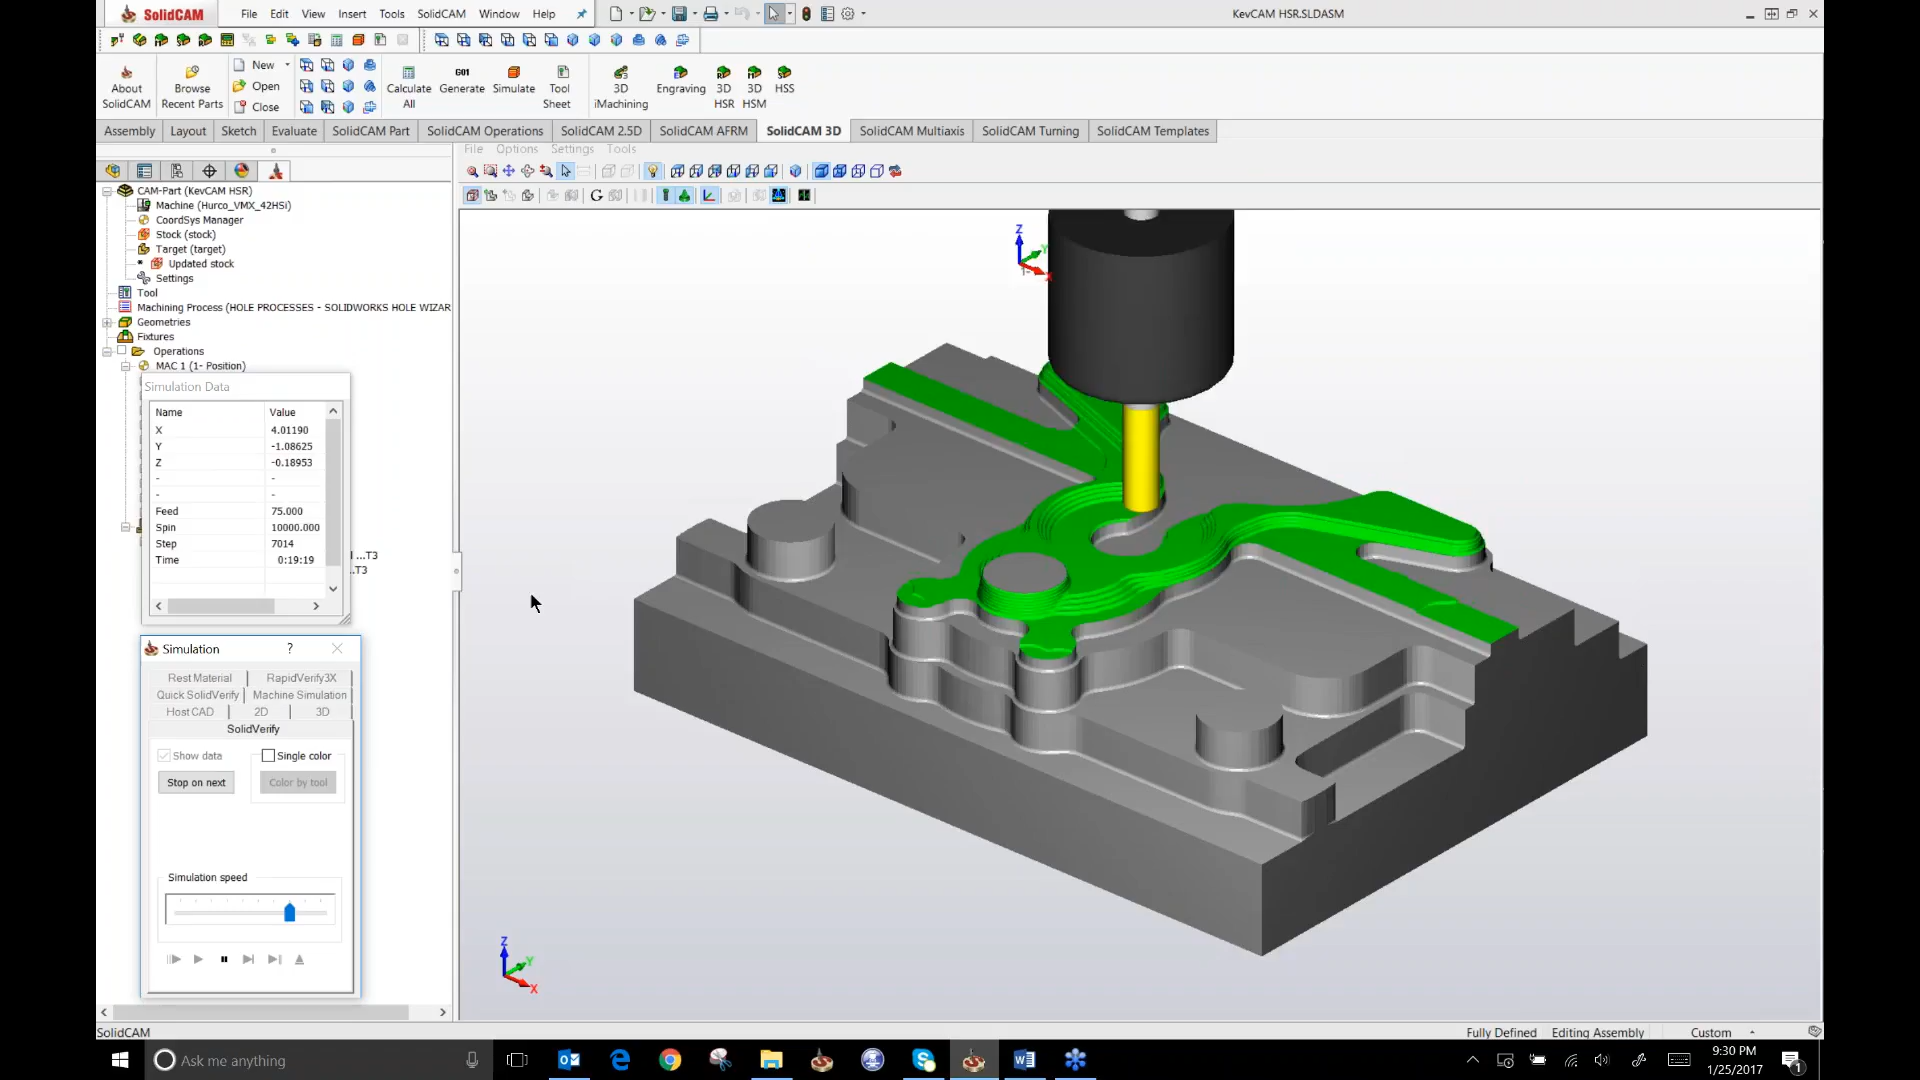 SolidCAM File Edit View Insert Tools SolidCAM Window Help KevCAM HSR.SLDASM
About SolidCAM
Browse Recent Parts
New
Open
Close
Calculate All
G01
Generate
Simulate
Tool Sheet
3D iMachining
Engraving
3D HSR
3D HSM
HSS
Assembly Layout Sketch Evaluate SolidCAM Part SolidCAM Operations SolidCAM 2.5D SolidCAM AFRM SolidCAM 3D SolidCAM Multiaxis SolidCAM Turning SolidCAM Templates
File Options Settings Tools
CAM-Part (KevCAM HSR)
Machine (Hurco_VMX_42HSi)
CoordSys Manager
Stock (stock)
Target (target)
Updated stock
Settings
Tool
Machining Process (HOLE PROCESSES - SOLIDWORKS HOLE WIZAR
Geometries
Fixtures
Operations
MAC 1 (1- Position)
Simulation Data
Name Value
X 4.01190
Y -1.08625
Z -0.18953
- -
- -
Feed 75.000
Spin 10000.000
Step 7014
Time 0:19:19
...T3
.T3
Simulation ?
Rest Material RapidVerify3X
Quick SolidVerify Machine Simulation
Host CAD 2D 3D
SolidVerify
Show data Single color
Stop on next Color by tool
Simulation speed
Z
Y
X
Z
Y
X
SolidCAM Fully Defined Editing Assembly Custom
Ask me anything
9:30 PM
1/25/2017
1